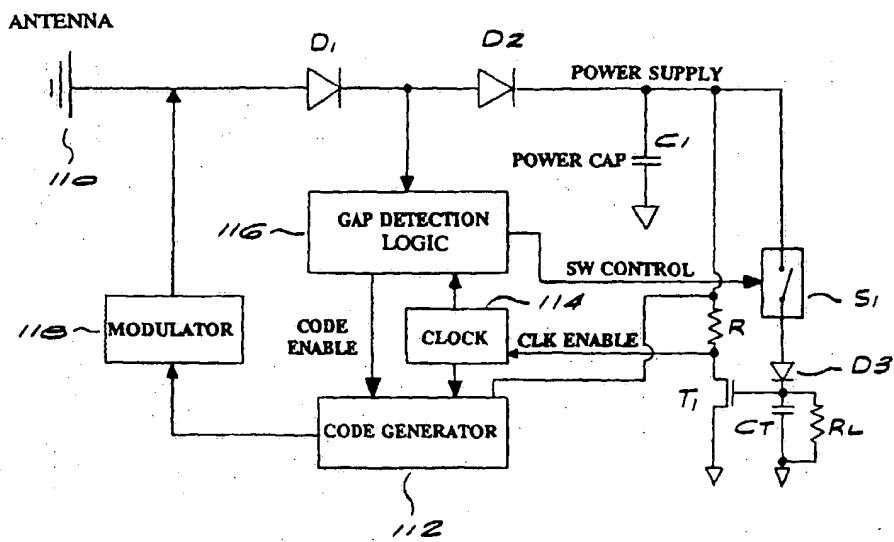 ANTENNA
D1
D2
POWER SUPPLY
C1
POWER CAP
110
116
GAP DETECTION
LOGIC
SW CONTROL
S1
114
118
MODULATOR
CODE
ENABLE
CLOCK
CLK ENABLE
R
D3
T1
CT
RL
CODE GENERATOR
112